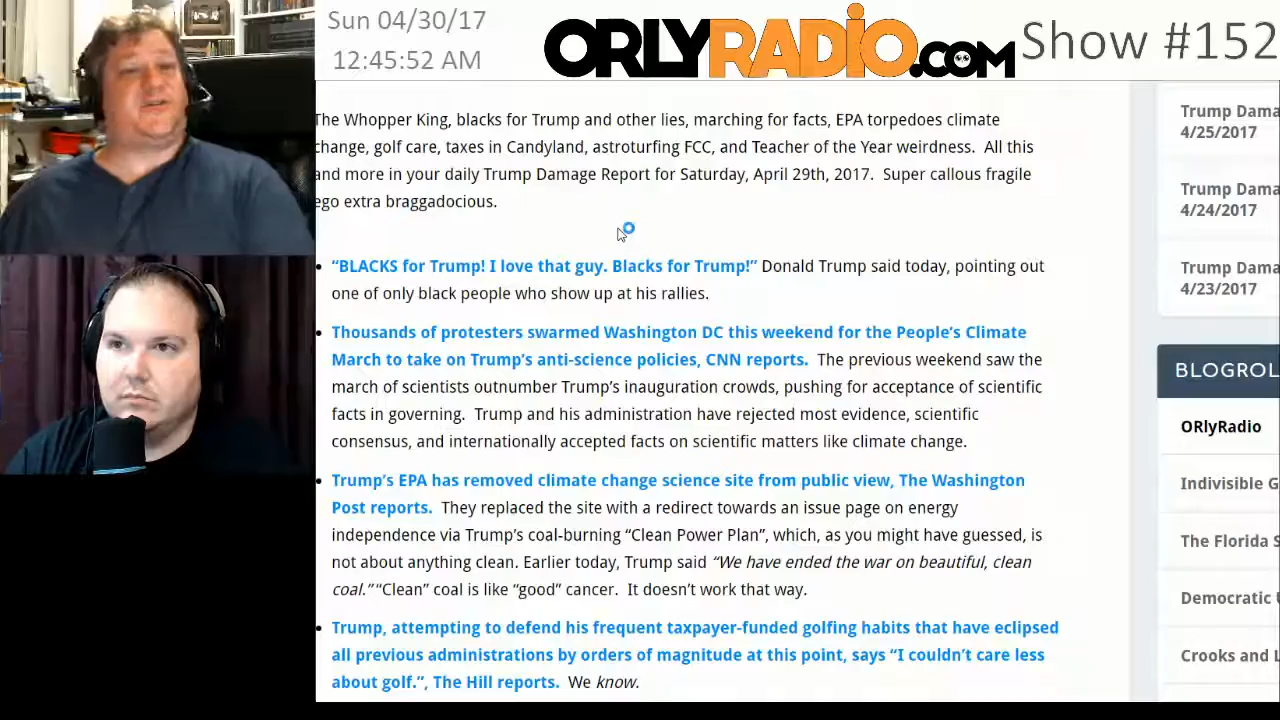 Sun 04/30/17
12:45:52 AM
ORLYRADIO.COM
Show #152
The Whopper King, blacks for Trump and other lies, marching for facts, EPA torpedoes climate
change, golf care, taxes in Candyland, astroturfing FCC, and Teacher of the Year weirdness. All this
and more in your daily Trump Damage Report for Saturday, April 29th, 2017. Super callous fragile
ego extra braggadocious.
• “BLACKS for Trump! I love that guy. Blacks for Trump!” Donald Trump said today, pointing out
one of only black people who show up at his rallies.
• Thousands of protesters swarmed Washington DC this weekend for the People’s Climate
March to take on Trump’s anti-science policies, CNN reports. The previous weekend saw the
march of scientists outnumber Trump’s inauguration crowds, pushing for acceptance of scientific
facts in governing. Trump and his administration have rejected most evidence, scientific
consensus, and internationally accepted facts on scientific matters like climate change.
• Trump’s EPA has removed climate change science site from public view, The Washington
Post reports. They replaced the site with a redirect towards an issue page on energy
independence via Trump’s coal-burning “Clean Power Plan”, which, as you might have guessed, is
not about anything clean. Earlier today, Trump said “We have ended the war on beautiful, clean
coal.” “Clean” coal is like “good” cancer. It doesn’t work that way.
• Trump, attempting to defend his frequent taxpayer-funded golfing habits that have eclipsed
all previous administrations by orders of magnitude at this point, says “I couldn’t care less
about golf.”, The Hill reports. We know.
Trump Dama
4/25/2017
Trump Dama
4/24/2017
Trump Dama
4/23/2017
BLOGROL
ORlyRadio
Indivisible G
The Florida S
Democratic U
Crooks and L